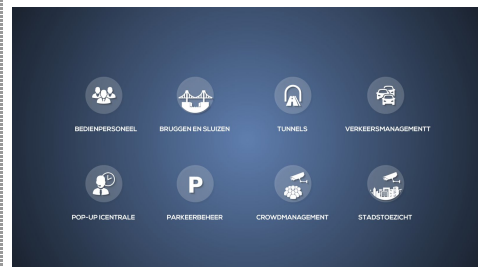 BEDIENPERSONEEL
BRUGGEN EN SLUIZEN
TUNNELS
VERKEERSMANAGEMENTT
POP-UP ICENTRALE
P
PARKEERBEHEER
CROWDMANAGEMENT
STADSTOEZICHT